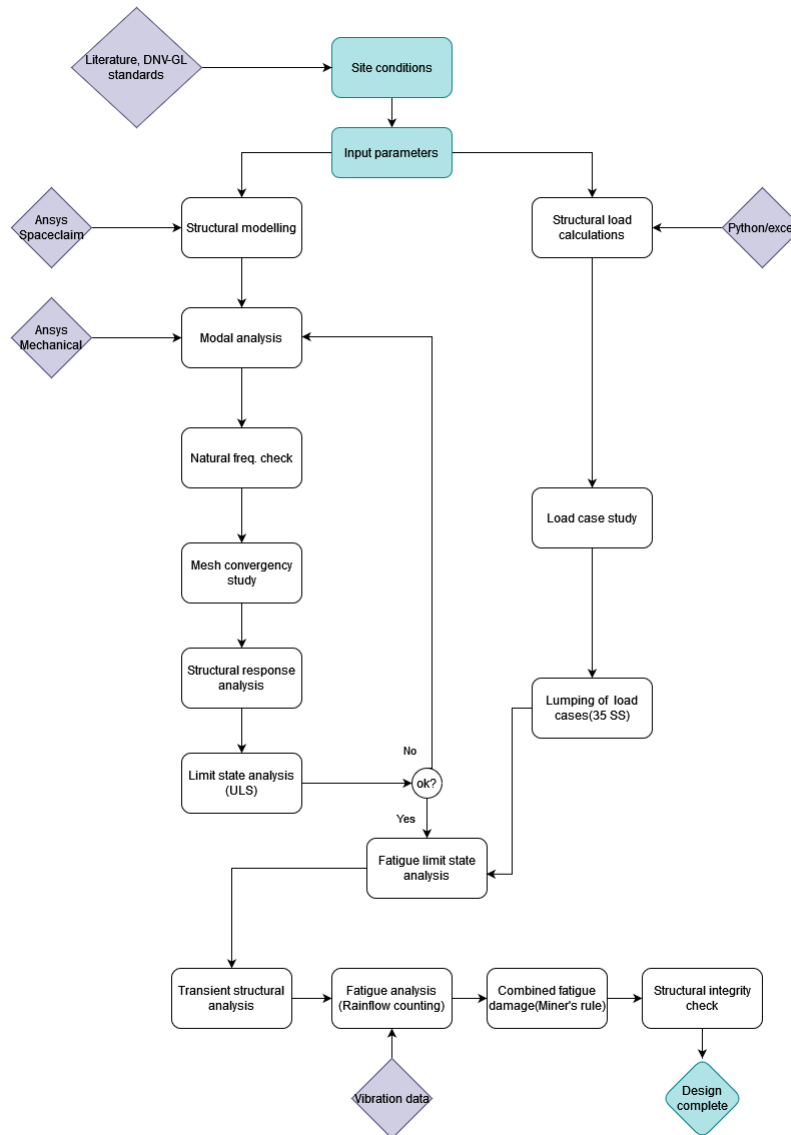 Literature, DNV-GL
standards
Site conditions
Input parameters
Ansys
Spaceclaim
Structural modelling
Structural load
calculations
Python/excel
Ansys
Mechanical
Modal analysis
Natural freq. check
Load case study
Mesh convergency
study
Structural response
analysis
Lumping of load
cases(35 SS)
No
Limit state analysis
(ULS)
ok?
Yes
Fatigue limit state
analysis
Transient structural
analysis
Fatigue analysis
(Rainflow counting)
Combined fatigue
damage(Miner's rule)
Structural integrity
check
Vibration data
Design
complete